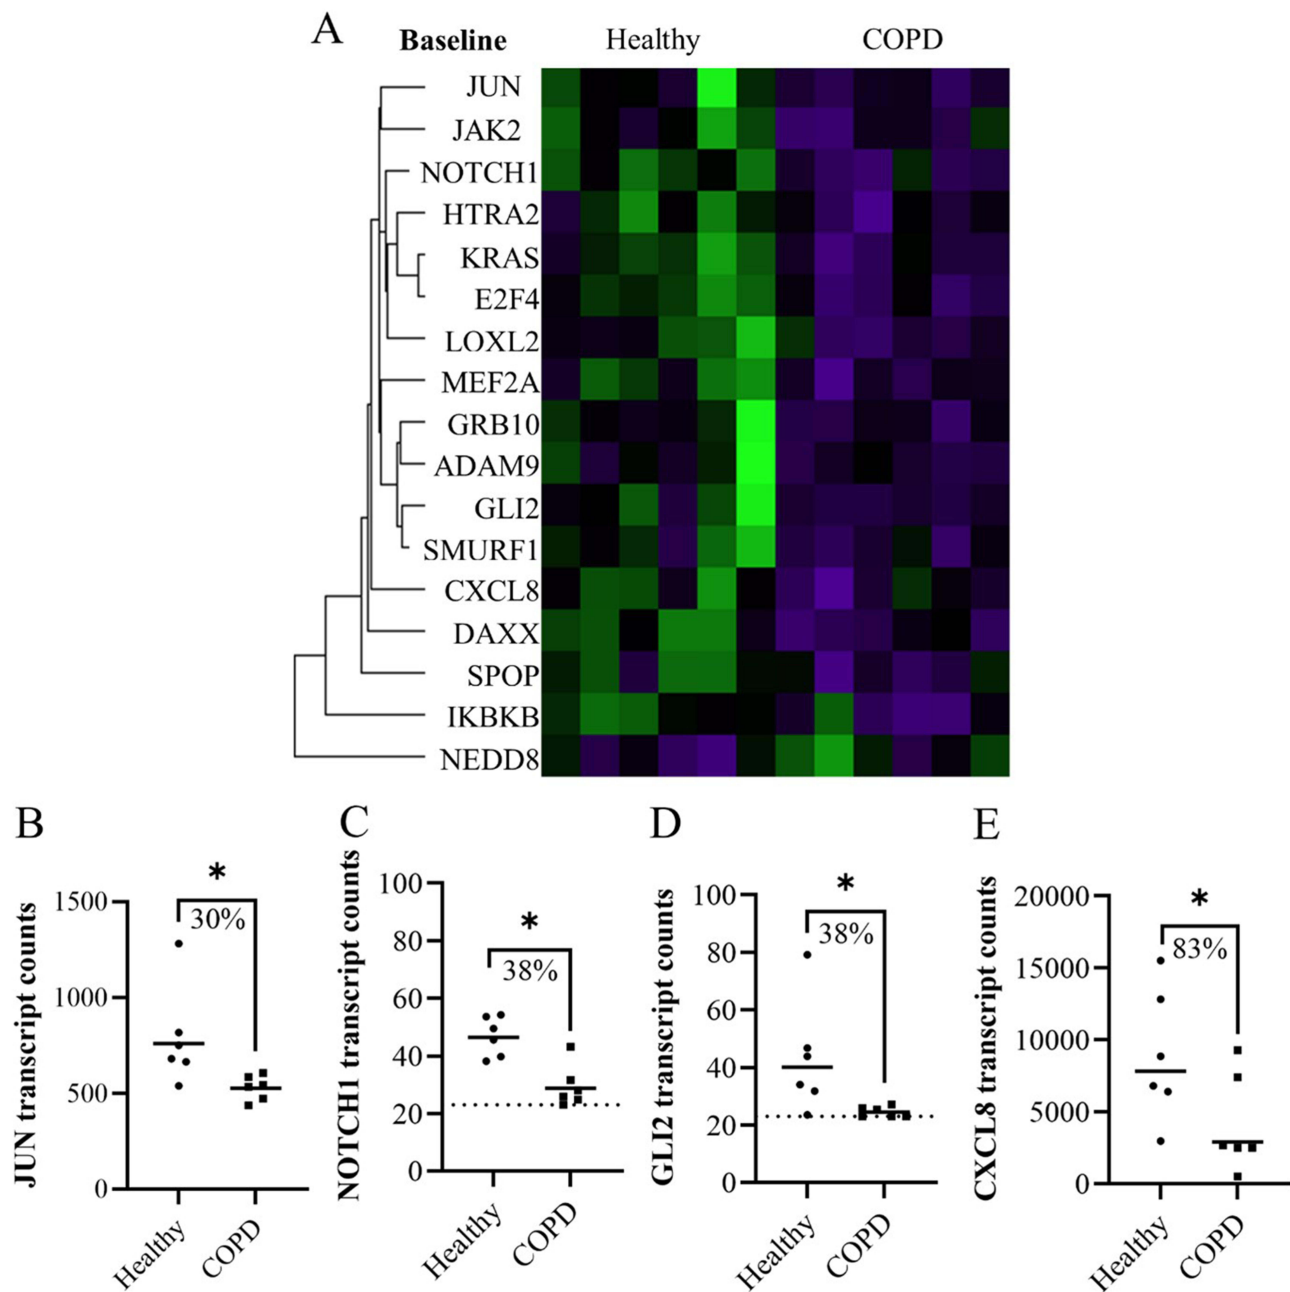 A
Baseline Healthy COPD
JUN
JAK2
NOTCH1
HTRA2
KRAS
E2F4
LOXL2
MEF2A
GRB10
ADAM9
GLI2
SMURF1
CXCL8
DAXX
SPOP
IKBKB
NEDD8
B
JUN transcript counts
1500
1000
500
0
*
30%
Healthy
COPD
C
NOTCH1 transcript counts
100
80
60
40
20
0
*
38%
Healthy
COPD
D
GLI2 transcript counts
100
80
60
40
20
0
*
38%
Healthy
COPD
E
CXCL8 transcript counts
20000
15000
10000
5000
0
*
83%
Healthy
COPD